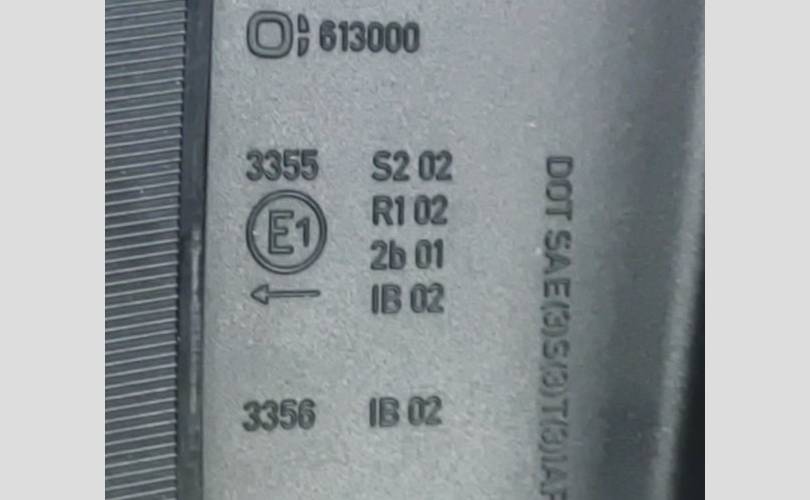 613000
3355 S2 02
E1 R1 02
2b 01
← IB 02
3356 IB 02
DOT SAE(3)S(3)T(3)IAF